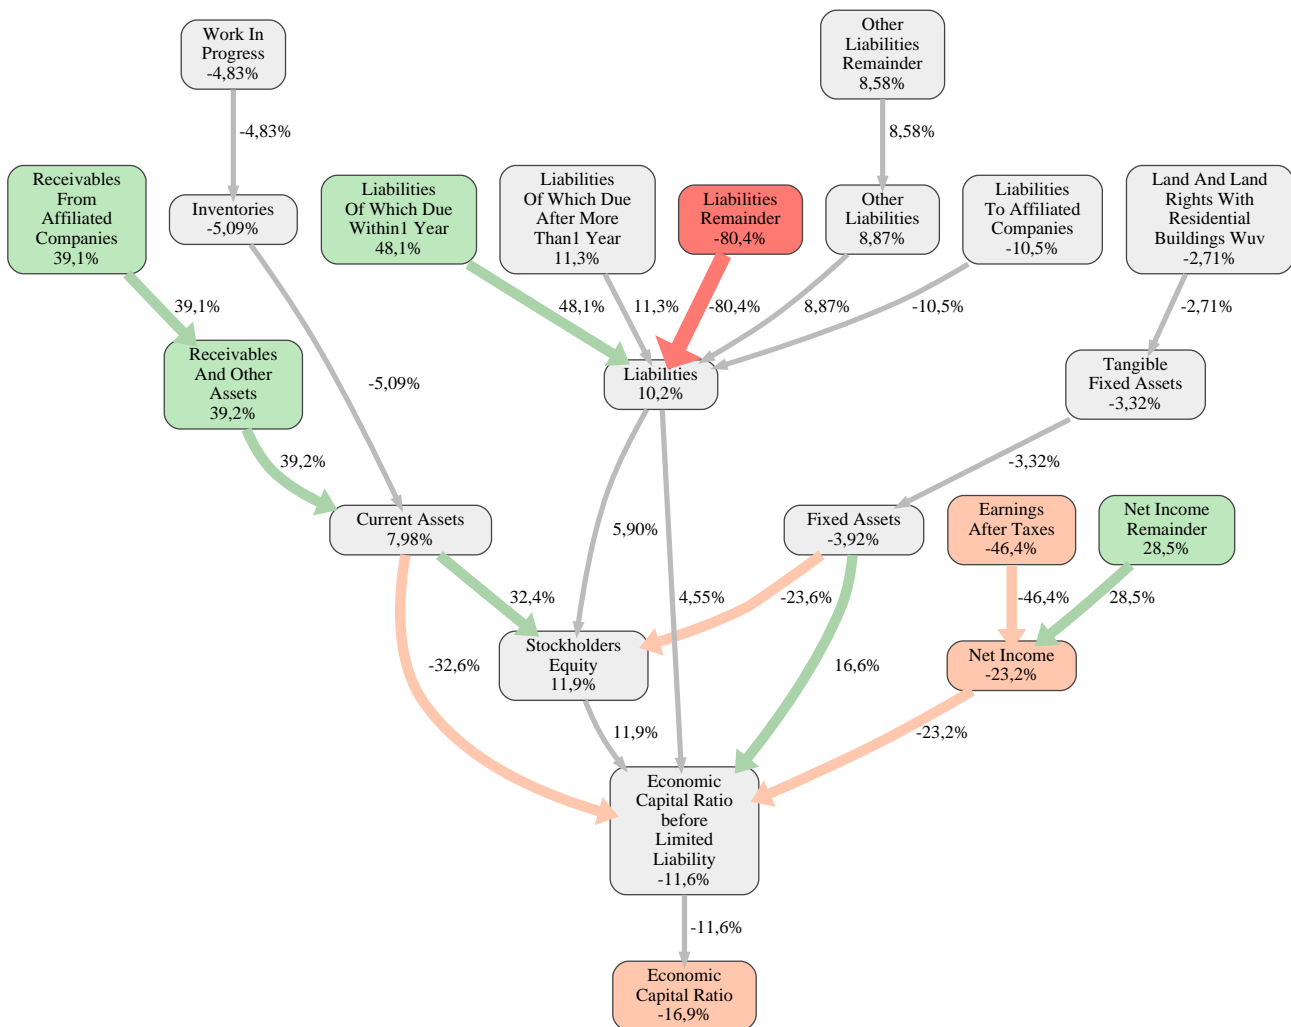 Work In
Progress
-4,83%
Other
Liabilities
Remainder
8,58%
-4,83%
8,58%
Receivables
From
Affiliated
Companies
39,1%
Inventories
-5,09%
Liabilities
Of Which Due
Within1 Year
48,1%
Liabilities
Of Which Due
After More
Than1 Year
11,3%
Liabilities
Remainder
-80,4%
Other
Liabilities
8,87%
Liabilities
To Affiliated
Companies
-10,5%
Land And Land
Rights With
Residential
Buildings Wuv
-2,71%
39,1%
48,1%
11,3%
-80,4%
8,87%
-10,5%
-2,71%
Receivables
And Other
Assets
39,2%
-5,09%
Liabilities
10,2%
Tangible
Fixed Assets
-3,32%
39,2%
-3,32%
Current Assets
7,98%
5,90%
Fixed Assets
-3,92%
Earnings
After Taxes
-46,4%
Net Income
Remainder
28,5%
32,4%
4,55%
-23,6%
-46,4%
28,5%
Stockholders
Equity
11,9%
-32,6%
16,6%
Net Income
-23,2%
11,9%
-23,2%
Economic
Capital Ratio
before
Limited
Liability
-11,6%
-11,6%
Economic
Capital Ratio
-16,9%